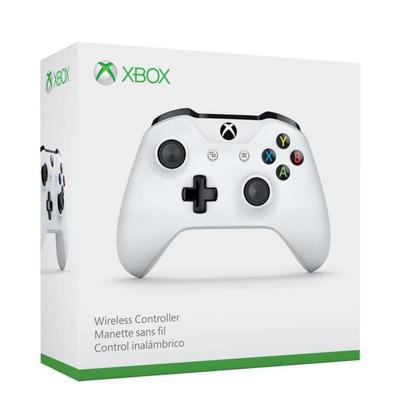 XBOX
Y
X B
A
Wireless Controller
Manette sans fil
Control inalámbrico